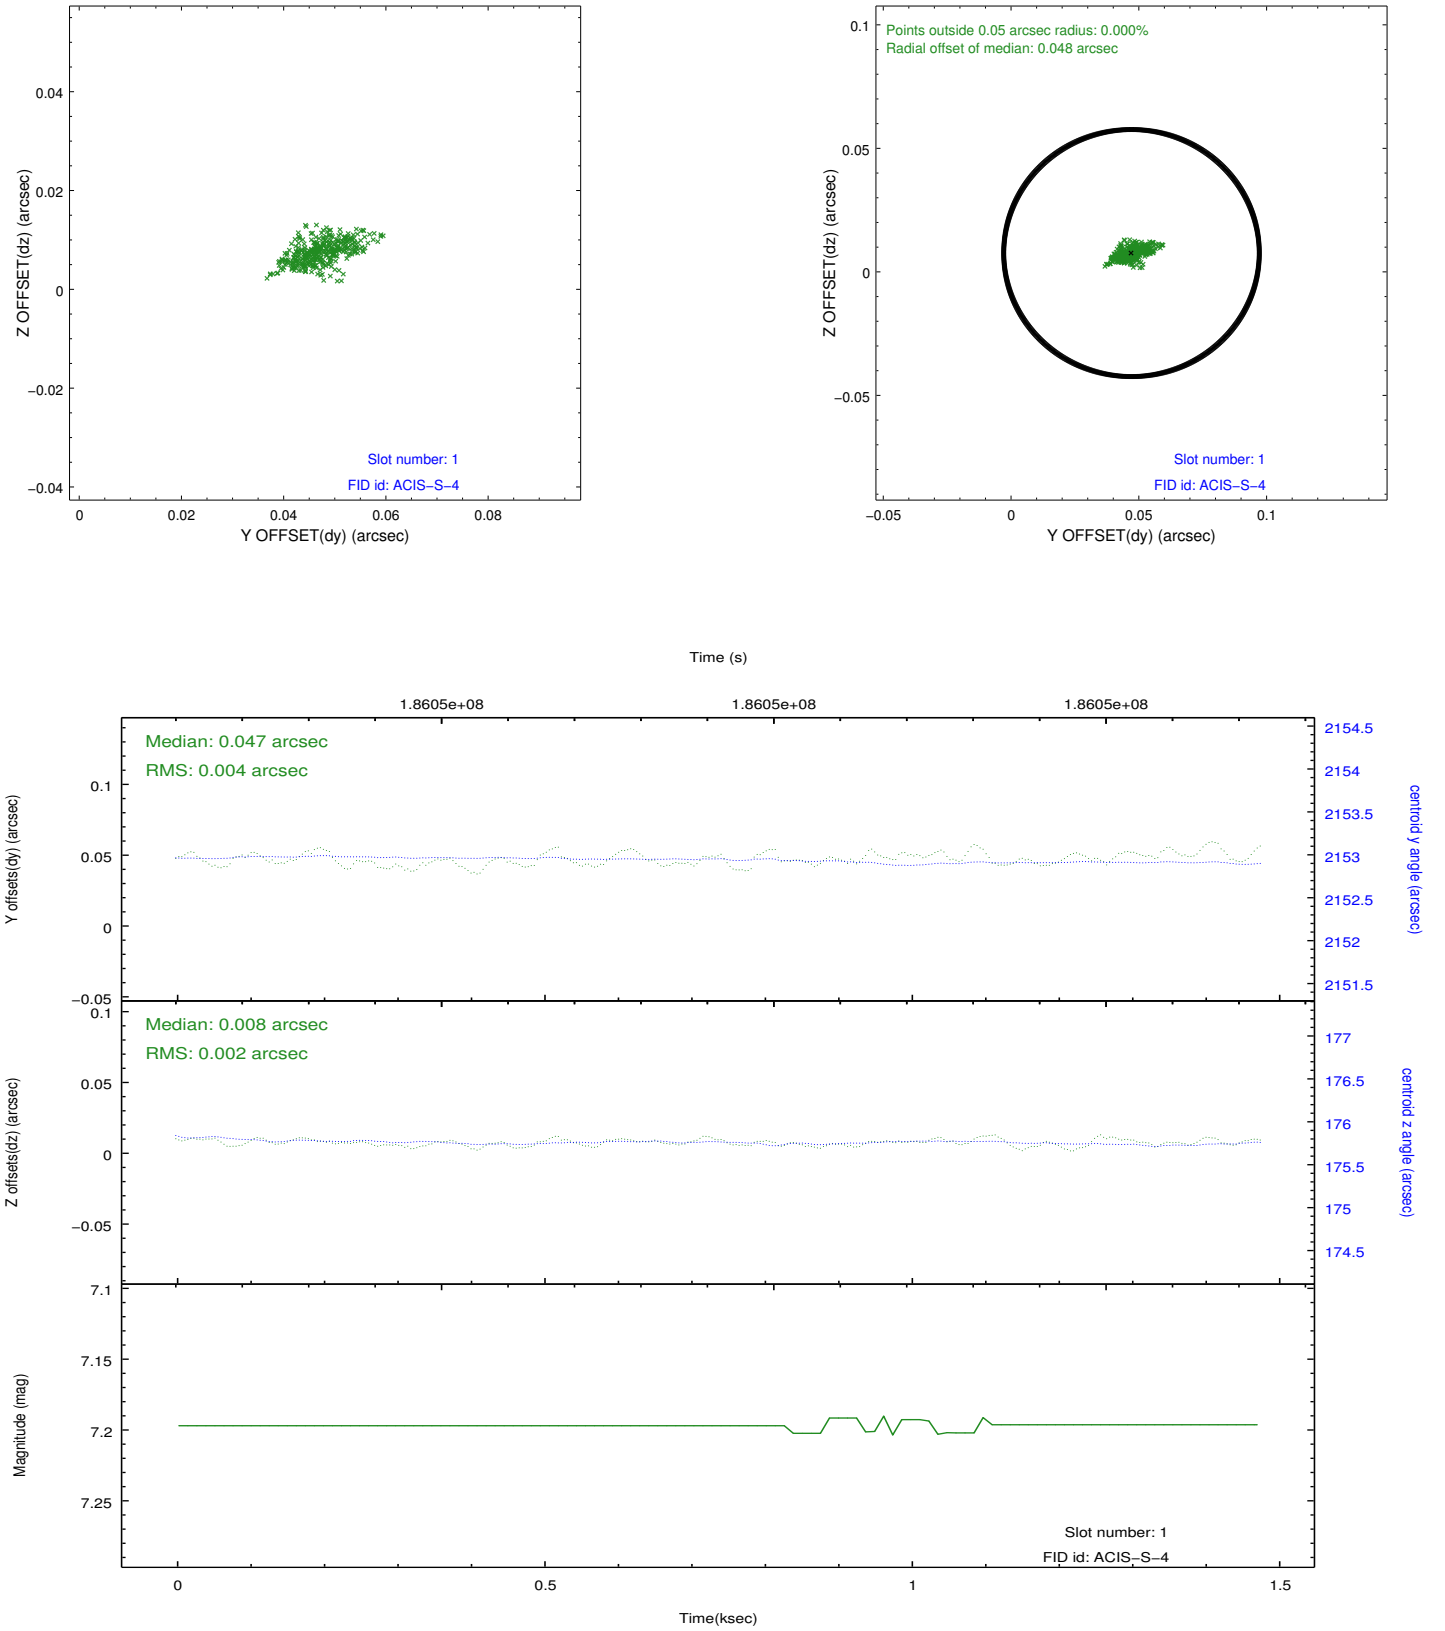 0.04
0.02
0
−0.02
−0.04
Z OFFSET(dz) (arcsec)
Slot number: 1
FID id: ACIS−S−4
0 0.02 0.04 0.06 0.08
Y OFFSET(dy) (arcsec)
Points outside 0.05 arcsec radius: 0.000%
Radial offset of median: 0.048 arcsec
0.1
0.05
0
−0.05
Z OFFSET(dz) (arcsec)
Slot number: 1
FID id: ACIS−S−4
−0.05 0 0.05 0.1
Y OFFSET(dy) (arcsec)
Time (s)
1.8605e+08 1.8605e+08 1.8605e+08
Median: 0.047 arcsec
RMS: 0.004 arcsec
0.1
0.05
0
−0.05
Y offsets(dy) (arcsec)
2154.5
2154
2153.5
2153
2152.5
2152
2151.5
centroid y angle (arcsec)
Median: 0.008 arcsec
RMS: 0.002 arcsec
0.1
0.05
0
−0.05
Z offsets(dz) (arcsec)
177
176.5
176
175.5
175
174.5
centroid z angle (arcsec)
7.1
7.15
7.2
7.25
Magnitude (mag)
Slot number: 1
FID id: ACIS−S−4
0 0.5 1 1.5
Time(ksec)